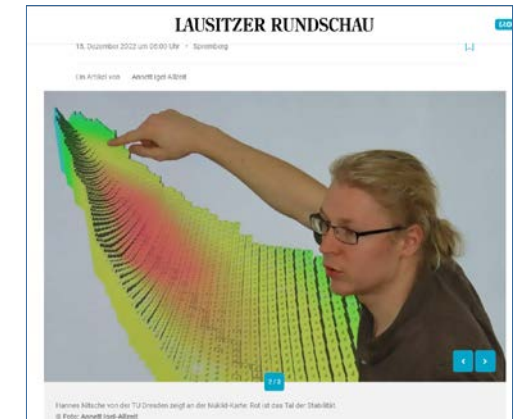 LAUSITZER RUNDSCHAU
18. Dezember 2022 um 06:00 Uhr • Spremberg
Ein Artikel von Annett Igel-Allzeit
2 / 3
Hannes Nitsche von der TU Dresden zeigt an der Nuklid-Karte: Rot ist das Tal der Stabilität.
© Foto: Annett Igel-Allzeit